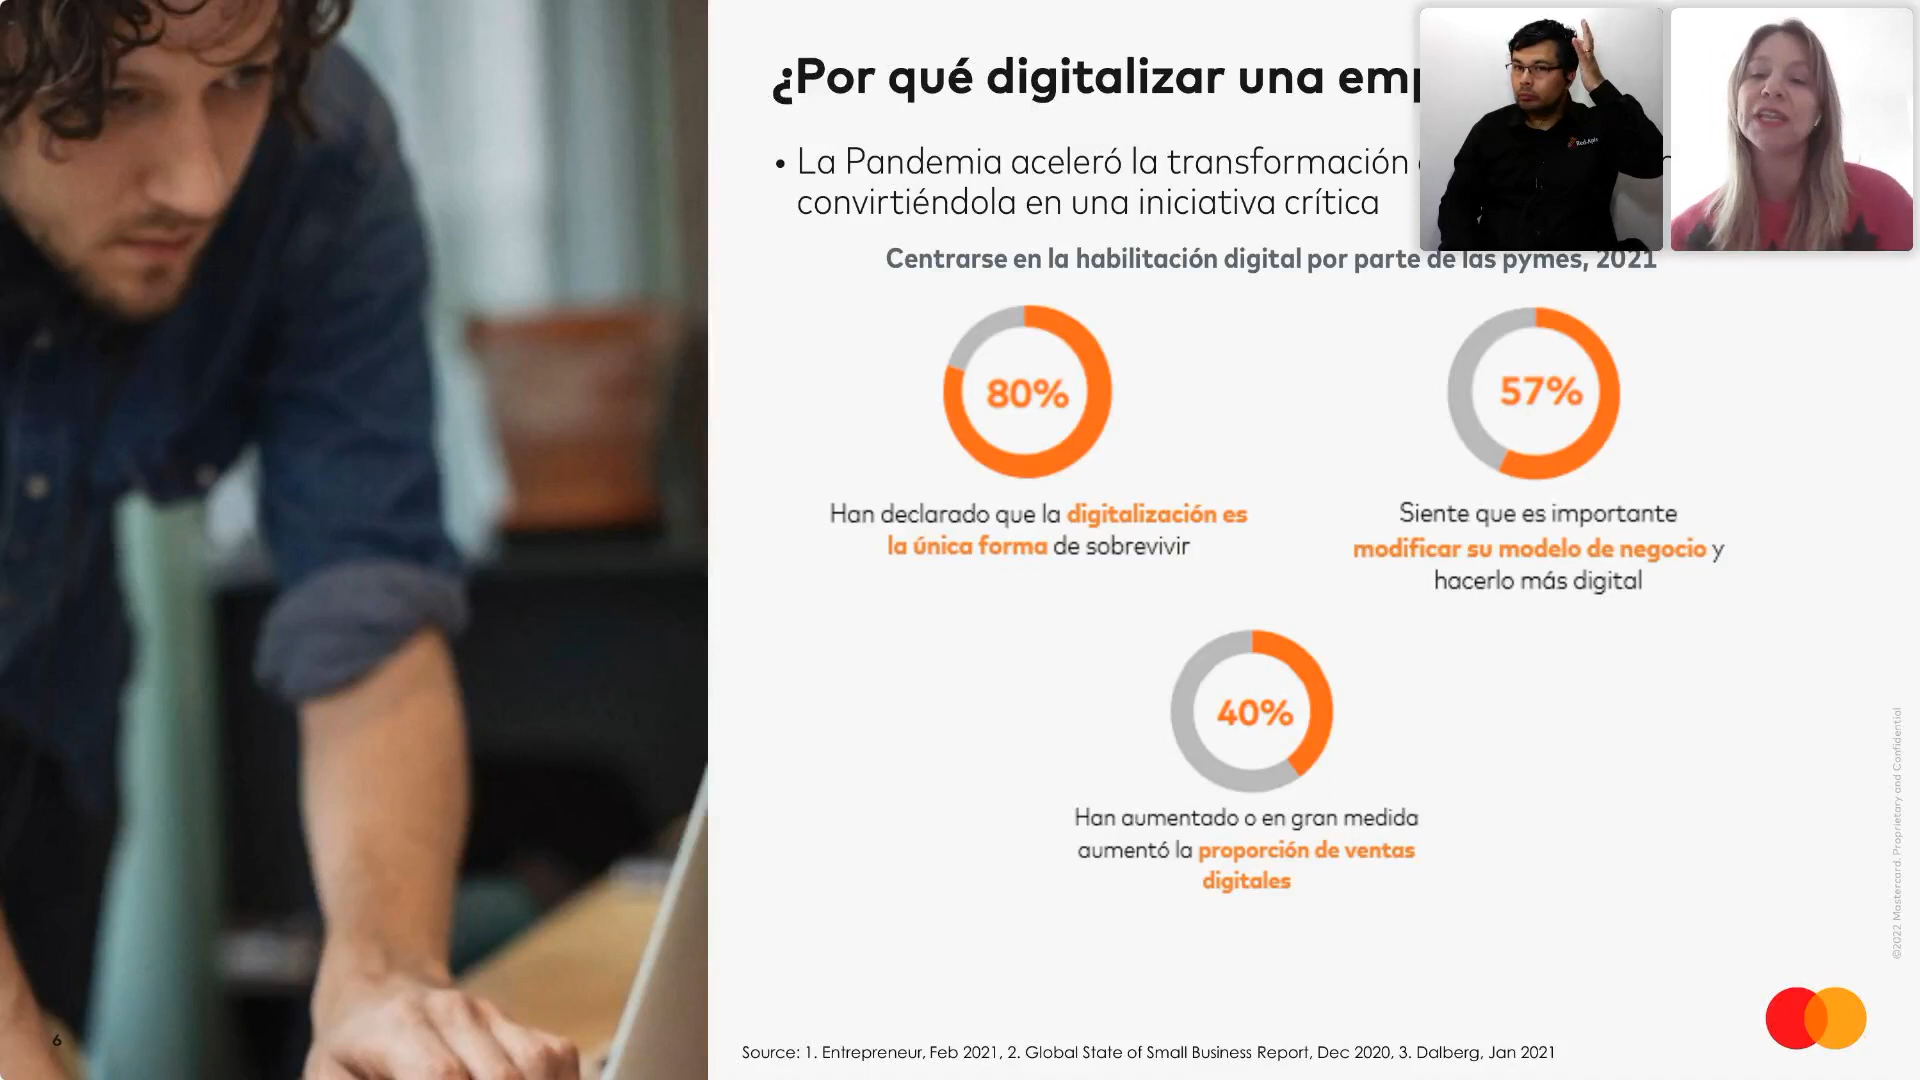 ¿Por qué digitalizar una
• La Pandemia aceleró la transformación
convirtiéndola en una iniciativa crítica
Centrarse en la habilitación digital por parte de las pymes, 2021
80%
Han declarado que la digitalización es
la única forma de sobrevivir
57%
Siente que es importante
modificar su modelo de negocio y
hacerlo más digital
40%
Han aumentado o en gran medida
aumentó la proporción de ventas
digitales
©2022 Mastercard. Proprietary and Confidential
6
Source: 1. Entrepreneur, Feb 2021, 2. Global State of Small Business Report, Dec 2020, 3. Dalberg, Jan 2021